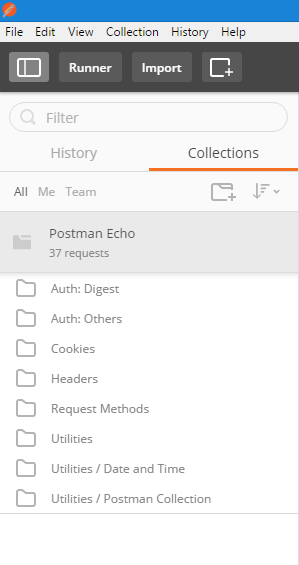 File Edit View Collection History Help
Runner Import
Filter
History Collections
All Me Team
Postman Echo
37 requests
Auth: Digest
Auth: Others
Cookies
Headers
Request Methods
Utilities
Utilities / Date and Time
Utilities / Postman Collection